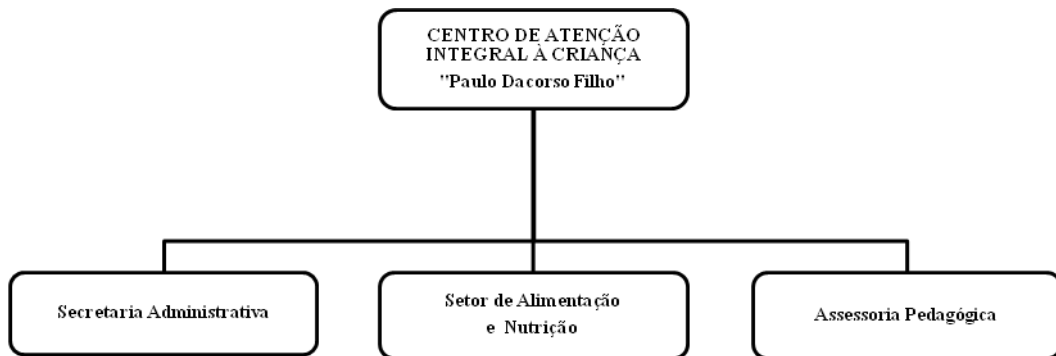 CENTRO DE ATENÇÃO
INTEGRAL À CRIANÇA
"Paulo Dacorso Filho"
Secretaria Administrativa
Setor de Alimentação
e Nutrição
Assessoria Pedagógica